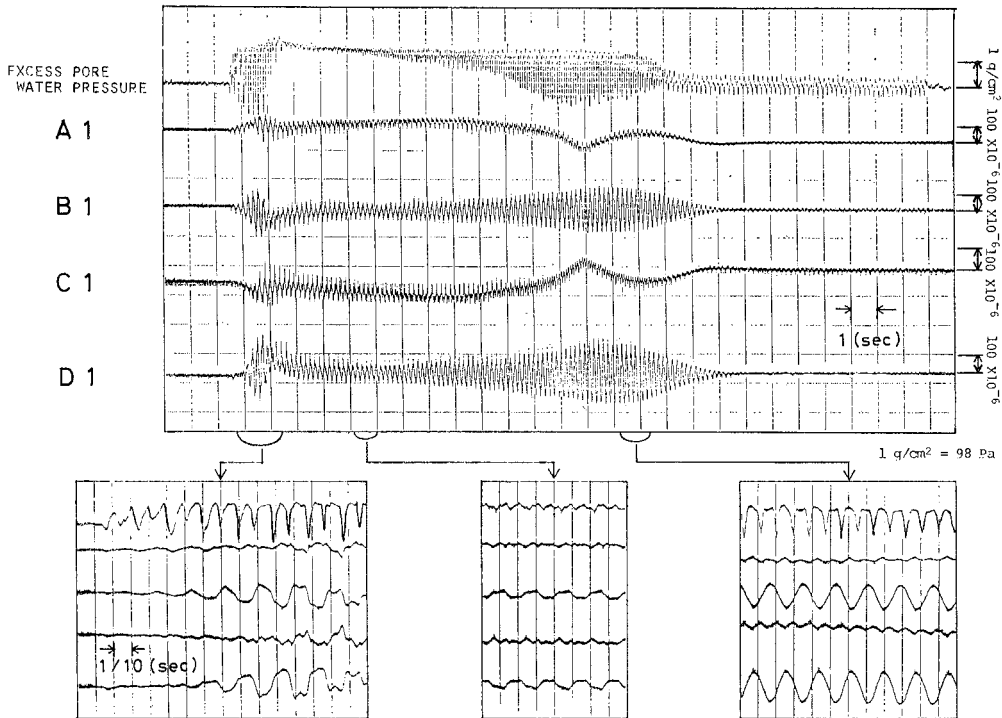 FXCESS PORE
WATER PRESSURE
A 1
B 1
C 1
D 1
1 g/cm²
100 X10⁻⁶
100 X10⁻⁶
100 X10⁻⁶
100 X10⁻⁶
1 (sec)
1 g/cm² = 98 Pa
1/10 (sec)